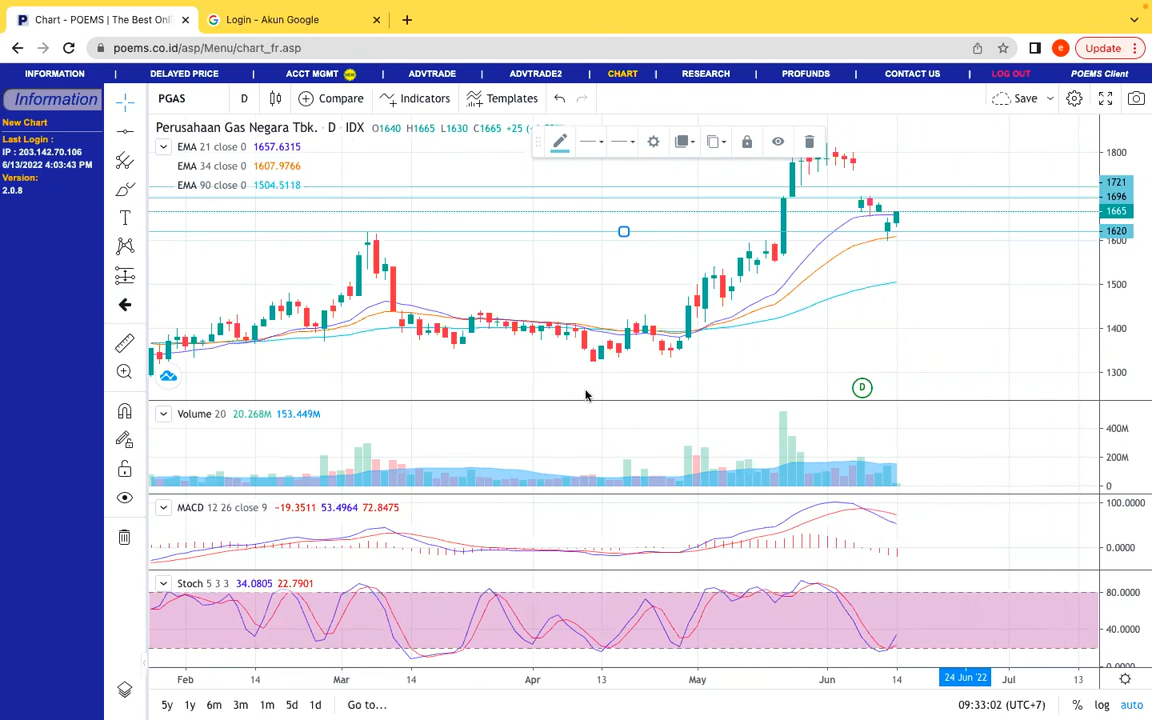 Chart - POEMS | The Best Onl
Login - Akun Google
poems.co.id/asp/Menu/chart_fr.asp
e
Update
INFORMATION | DELAYED PRICE | ACCT MGMT | ADVTRADE | ADVTRADE2 | CHART | RESEARCH | PROFUNDS | CONTACT US | LOG OUT POEMS Client
Information
New Chart
Last Login :
IP : 203.142.70.106
6/13/2022 4:03:43 PM
Version:
2.0.8
PGAS D Compare Indicators Templates Save
Perusahaan Gas Negara Tbk. · D · IDX O1640 H1665 L1630 C1665 +25
EMA 21 close 0 1657.6315
EMA 34 close 0 1607.9766
EMA 90 close 0 1504.5118
1800
1721
1696
1665
1620
1600
1500
1400
1300
D
Volume 20 20.268M 153.449M
400M
200M
0
MACD 12 26 close 9 −19.3511 53.4964 72.8475
100.0000
0.0000
Stoch 5 3 3 34.0805 22.7901
80.0000
40.0000
0.0000
Feb 14 Mar 14 Apr 13 May Jun 14 24 Jun '22 Jul 13
5y 1y 6m 3m 1m 5d 1d Go to... 09:33:02 (UTC+7) % log auto